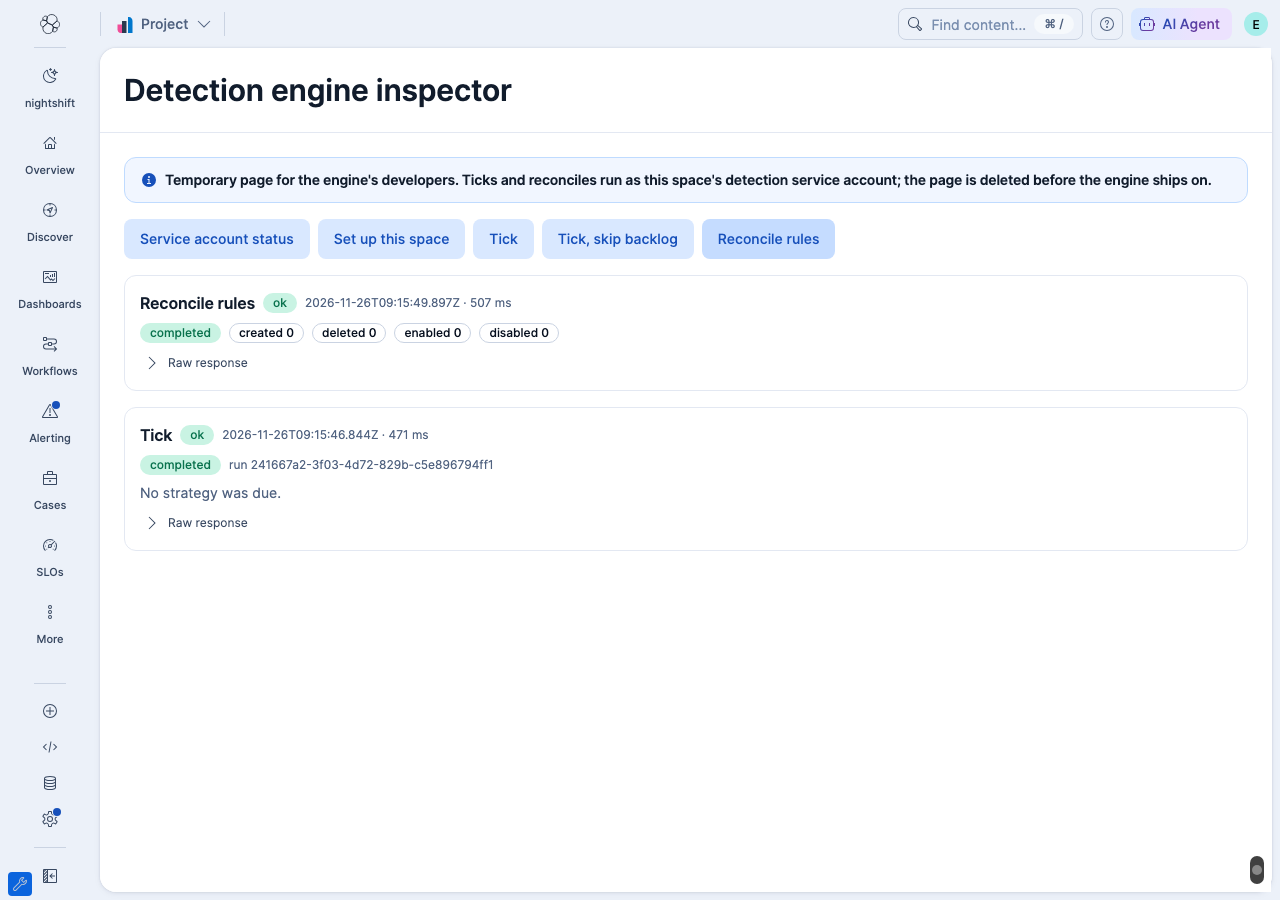 Project
Find content...
⌘ /
AI Agent
E
nightshift
Overview
Discover
Dashboards
Workflows
Alerting
Cases
SLOs
More
Detection engine inspector
Temporary page for the engine's developers. Ticks and reconciles run as this space's detection service account; the page is deleted before the engine ships on.
Service account status
Set up this space
Tick
Tick, skip backlog
Reconcile rules
Reconcile rules ok 2026-11-26T09:15:49.897Z · 507 ms
completed created 0 deleted 0 enabled 0 disabled 0
Raw response
Tick ok 2026-11-26T09:15:46.844Z · 471 ms
completed run 241667a2-3f03-4d72-829b-c5e896794ff1
No strategy was due.
Raw response